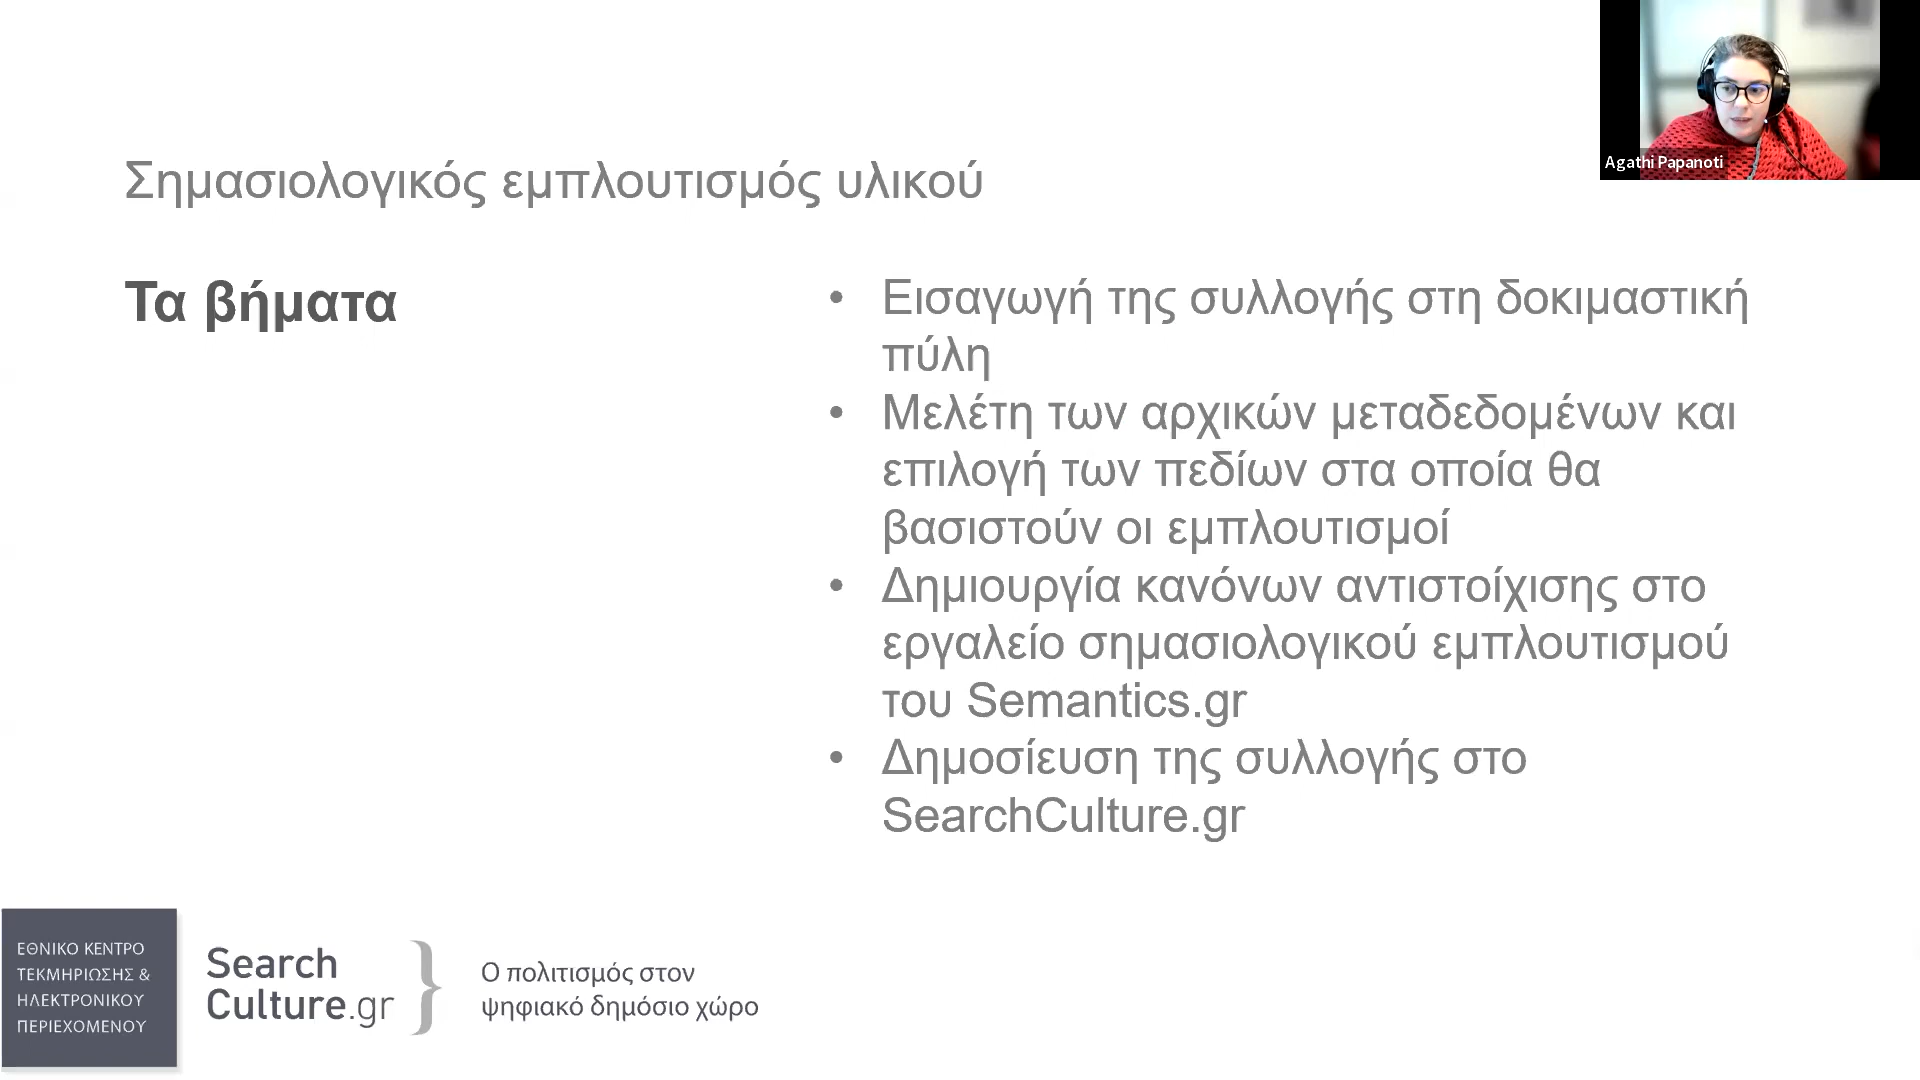 Agathi Papanoti
Σημασιολογικός εμπλουτισμός υλικού
Τα βήματα
• Εισαγωγή της συλλογής στη δοκιμαστική
πύλη
• Μελέτη των αρχικών μεταδεδομένων και
επιλογή των πεδίων στα οποία θα
βασιστούν οι εμπλουτισμοί
• Δημιουργία κανόνων αντιστοίχισης στο
εργαλείο σημασιολογικού εμπλουτισμού
του Semantics.gr
• Δημοσίευση της συλλογής στο
SearchCulture.gr
ΕΘΝΙΚΟ ΚΕΝΤΡΟ
ΤΕΚΜΗΡΙΩΣΗΣ &
ΗΛΕΚΤΡΟΝΙΚΟΥ
ΠΕΡΙΕΧΟΜΕΝΟΥ
Search
Culture.gr
Ο πολιτισμός στον
ψηφιακό δημόσιο χώρο